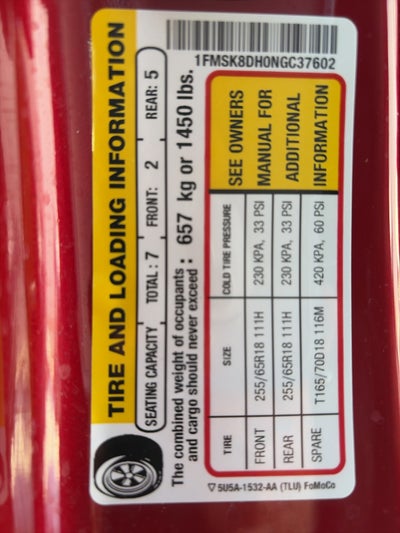 1FMSK8DH0NGC37602
TIRE AND LOADING INFORMATION
SEATING CAPACITY TOTAL: 7 FRONT: 2 REAR: 5
The combined weight of occupants
and cargo should never exceed : 657 kg or 1450 lbs.
TIRE SIZE COLD TIRE PRESSURE
FRONT 255/65R18 111H 230 KPA, 33 PSI
REAR 255/65R18 111H 230 KPA, 33 PSI
SPARE T165/70D18 116M 420 KPA, 60 PSI
SEE OWNERS
MANUAL FOR
ADDITIONAL
INFORMATION
5U5A-1532-AA (TLU) FoMoCo